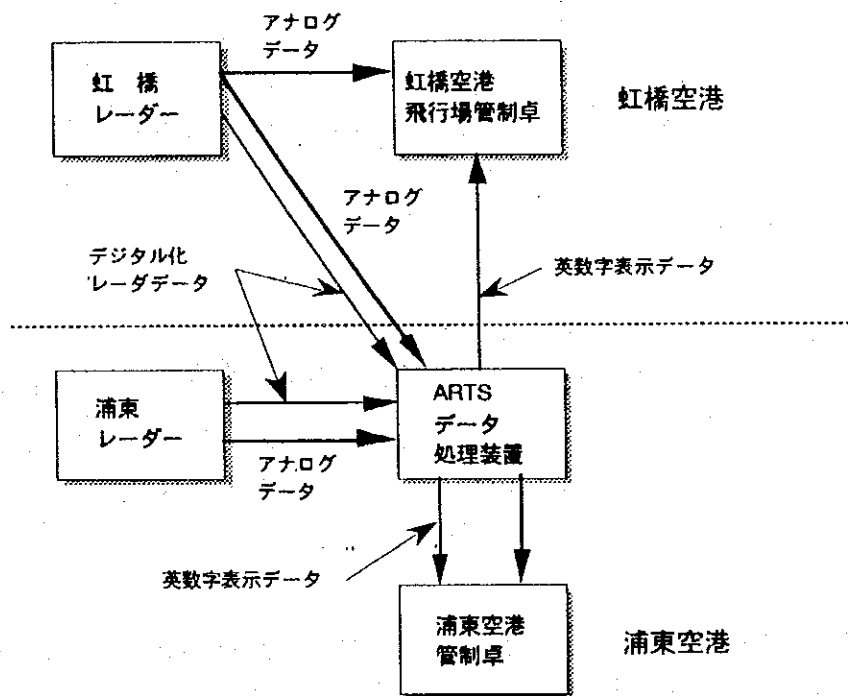 アナログ
データ
虹 橋
レーダー
虹橋空港
飛行場管制卓
虹橋空港
アナログ
データ
デジタル化
レーダデータ
英数字表示データ
浦東
レーダー
ARTS
データ
処理装置
アナログ
データ
英数字表示データ
浦東空港
管制卓
浦東空港